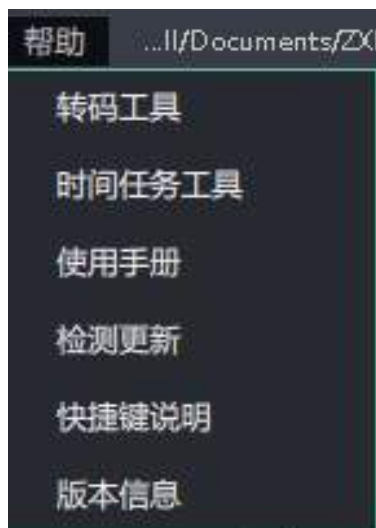 帮助 ...ll/Documents/ZX
转码工具
时间任务工具
使用手册
检测更新
快捷键说明
版本信息